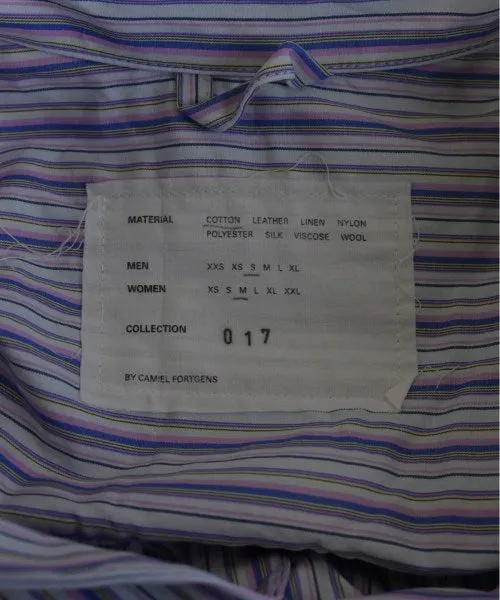 MATERIAL COTTON LEATHER LINEN NYLON
POLYESTER SILK VISCOSE WOOL
MEN XXS XS S M L XL
WOMEN XS S M L XL XXL
COLLECTION 017
BY CAMIEL FORTGENS